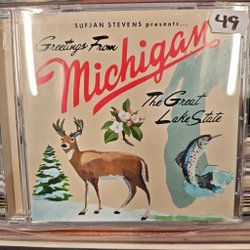 SUFJAN STEVENS presents...
49
Greetings From
Michigan
The Great
Lake State